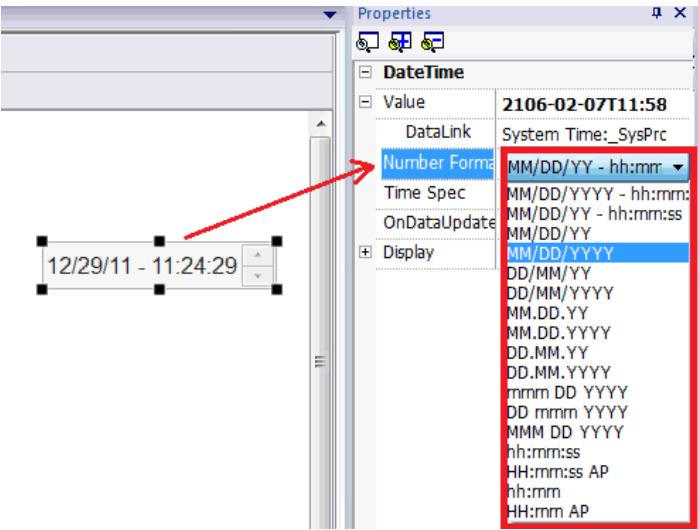 Properties
DateTime
Value 2106-02-07T11:58
DataLink System Time:_SysPrc
Number Forma MM/DD/YY - hh:mm
Time Spec
OnDataUpdate
Display
12/29/11 - 11:24:29
MM/DD/YYYY - hh:mm:
MM/DD/YY - hh:mm:ss
MM/DD/YY
MM/DD/YYYY
DD/MM/YY
DD/MM/YYYY
MM.DD.YY
MM.DD.YYYY
DD.MM.YY
DD.MM.YYYY
mmm DD YYYY
DD mmm YYYY
MMM DD YYYY
hh:mm:ss
HH:mm:ss AP
hh:mm
HH:mm AP